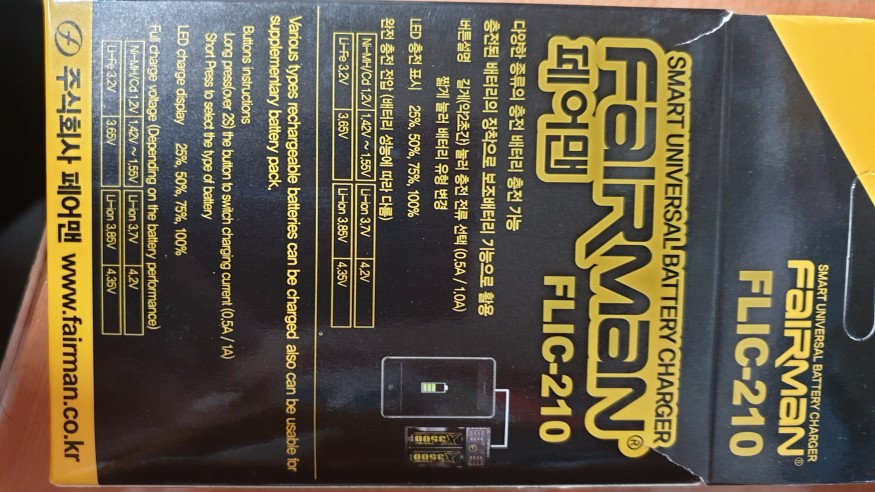 SMART UNIVERSAL BATTERY CHARGER
FaiRMaN®
FLIC-210
SMART UNIVERSAL BATTERY CHARGER
FaiRMaN®
페어맨 FLIC-210
다양한 종류의 충전 배터리 충전 가능
충전된 배터리의 장착으로 보조배터리 기능으로 활용
버튼설명 길게(약2초간) 눌러 충전 전류 선택 (0.5A / 1.0A)
짧게 눌러 배터리 유형 변경
LED 충전 표시 25%, 50%, 75%, 100%
완전 충전 전압 (배터리 성능에 따라 다름)
Ni-MH/Cd 1.2V 1.42V ~ 1.55V Li-ion 3.7V 4.2V
Li-Fe 3.2V 3.65V Li-ion 3.85V 4.35V
3500
3500
Various types rechargeable batteries can be charged also can be usable for
supplementary battery pack.
Buttons instructions
Long press(over 2S) the button to switch charging current (0.5A / 1A)
Short Press to select the type of battery
LED charge display 25%, 50%, 75%, 100%
Full charge voltage (Depending on the battery performance)
Ni-MH/Cd 1.2V 1.42V ~ 1.55V Li-ion 3.7V 4.2V
Li-Fe 3.2V 3.65V Li-ion 3.85V 4.35V
주식회사 페어맨 www.fairman.co.kr